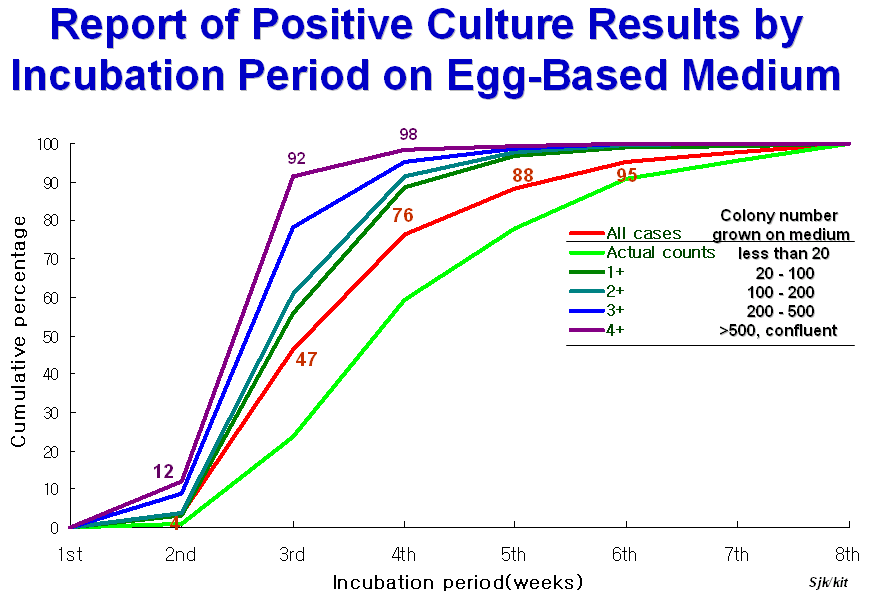 Report of Positive Culture Results by
Incubation Period on Egg-Based Medium
Cumulative percentage
100
90
80
70
60
50
40
30
20
10
0
92
98
88
95
76
47
12
4
Colony number
All cases grown on medium
Actual counts less than 20
1+ 20 - 100
2+ 100 - 200
3+ 200 - 500
4+ >500, confluent
1st 2nd 3rd 4th 5th 6th 7th 8th
Incubation period(weeks)
Sjk/kit